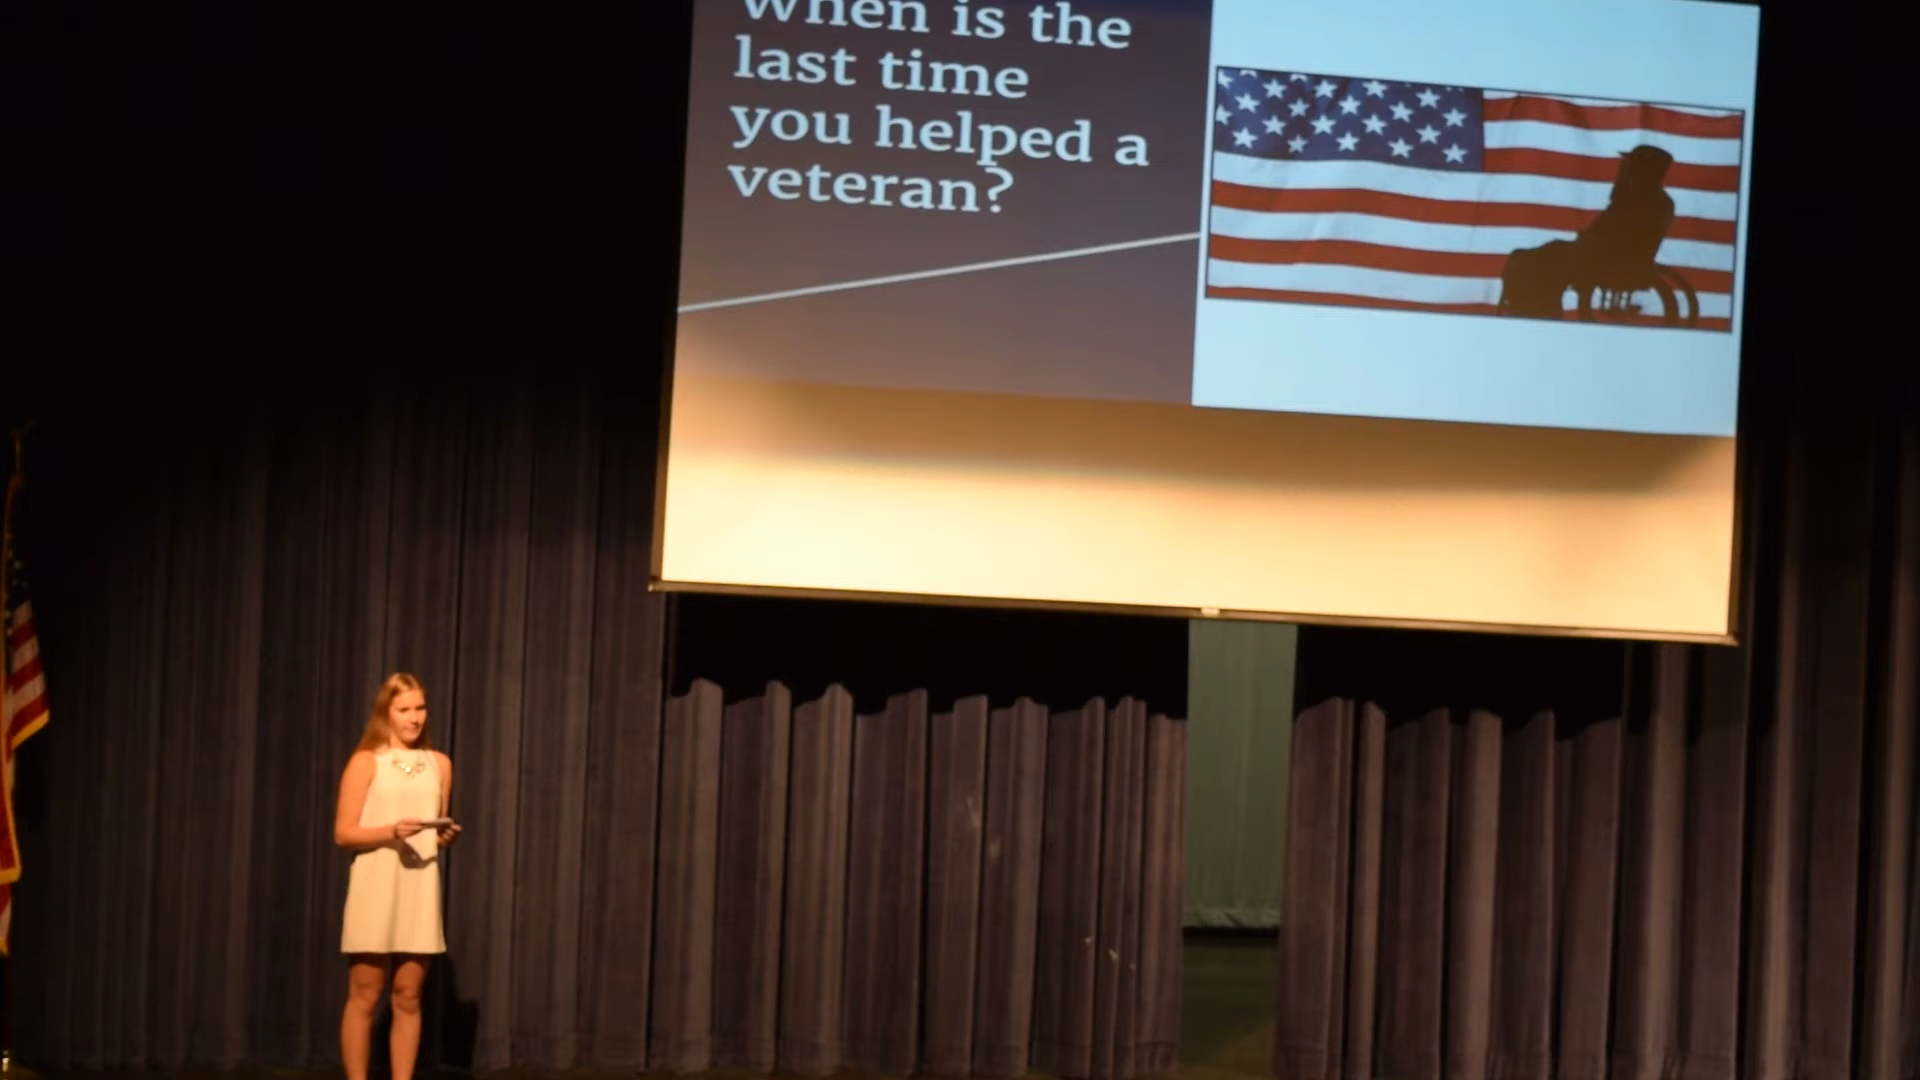 when is the
last time
you helped a
veteran?